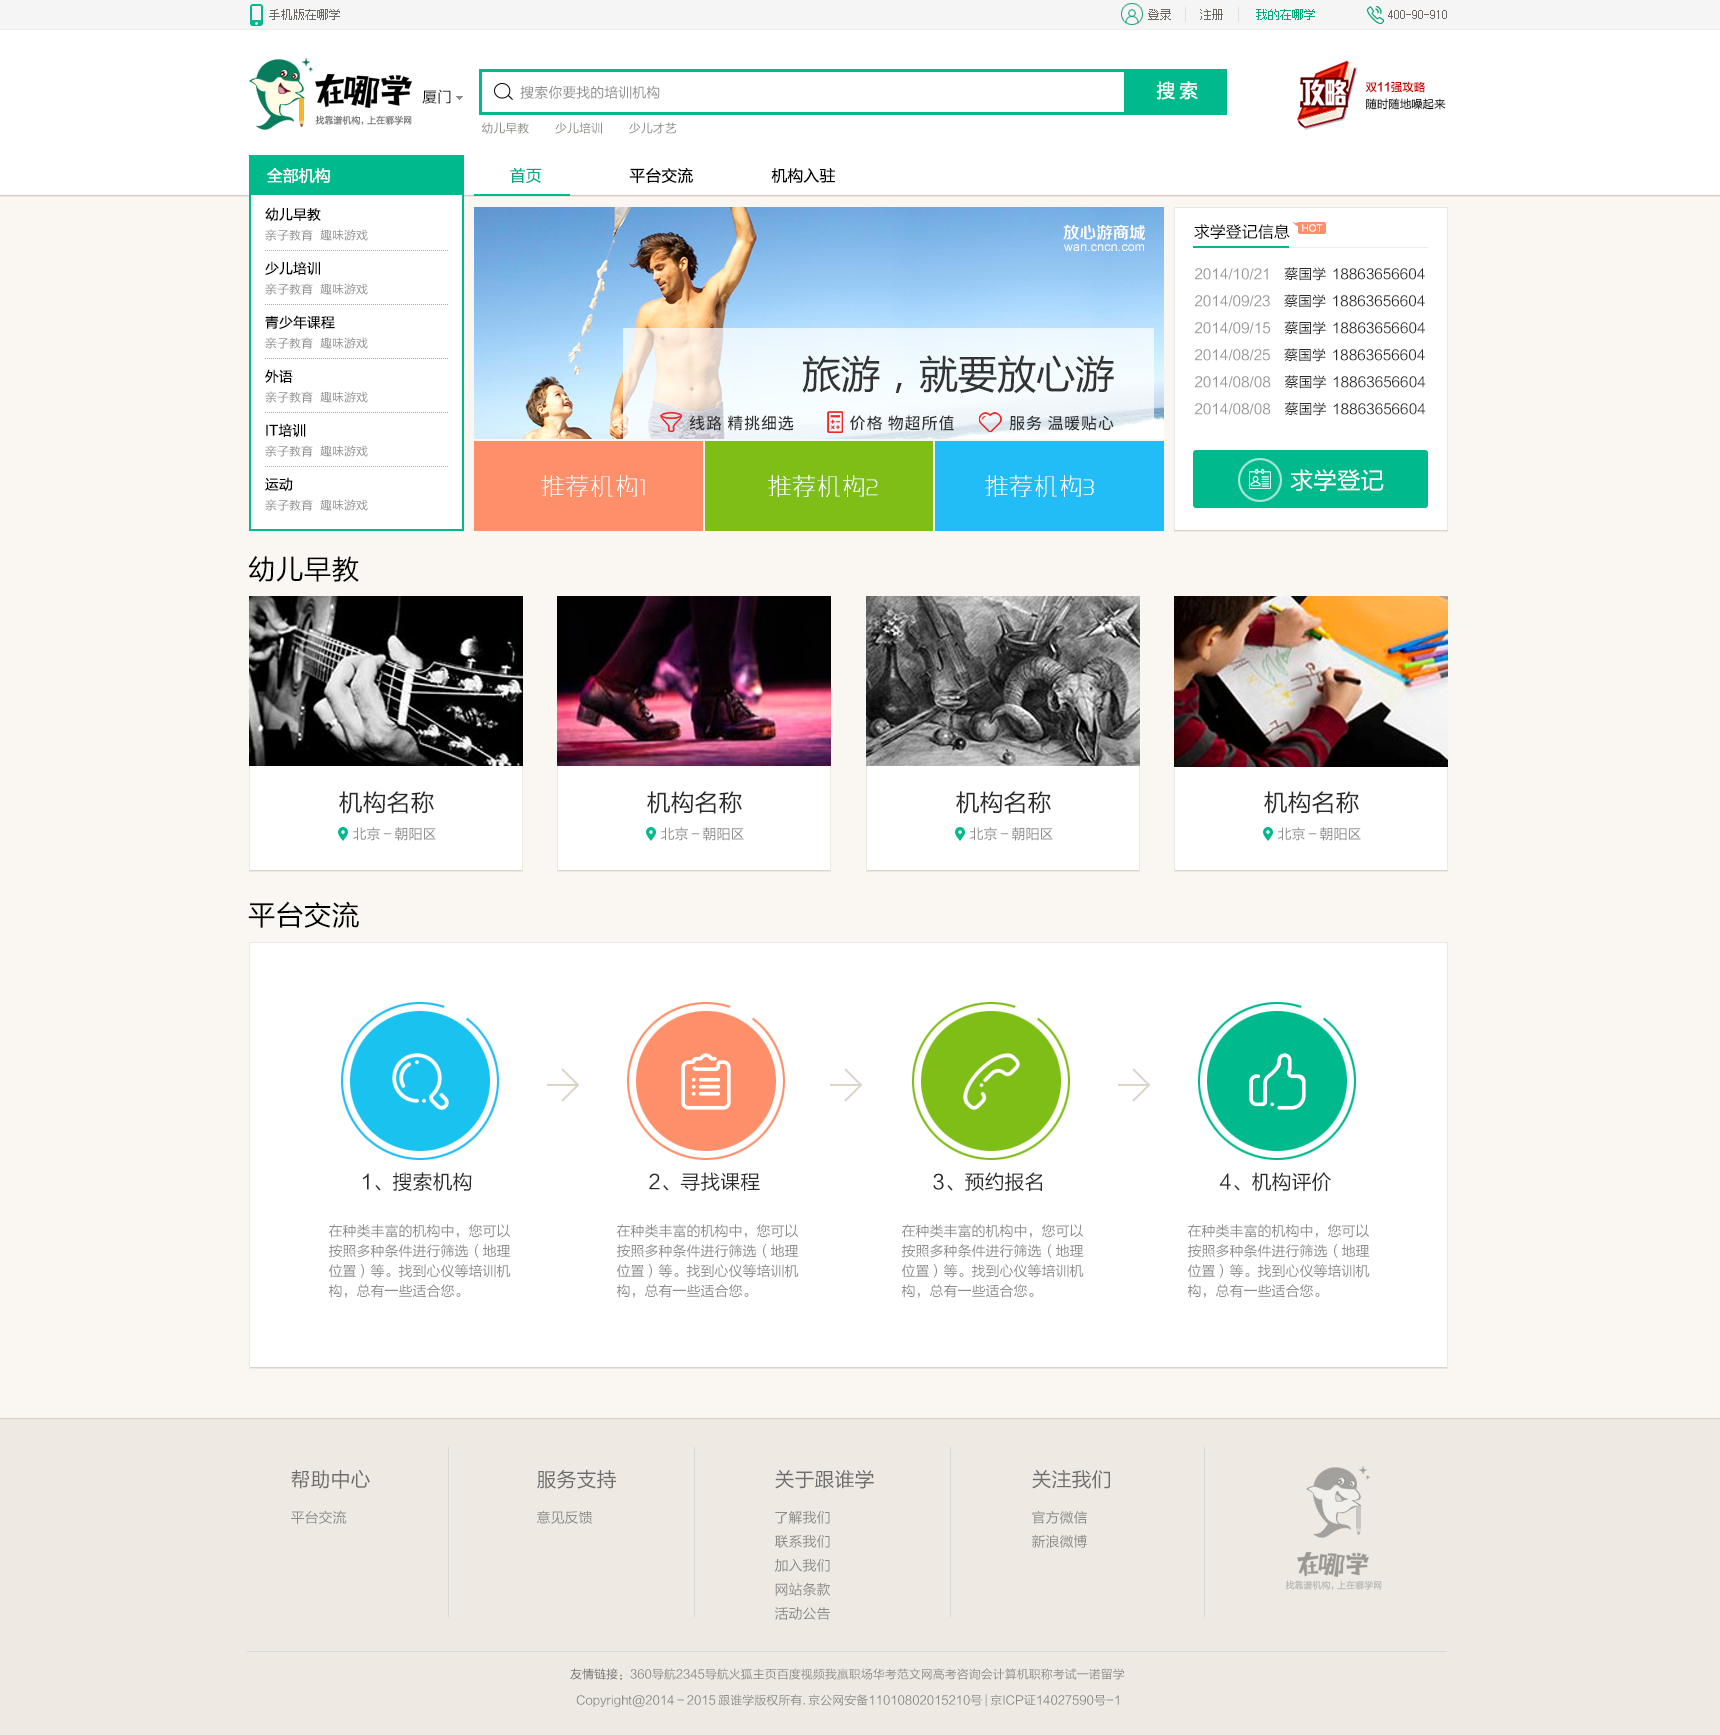 手机版在哪学
登录
注册
我的在哪学
400-90-910
在哪学
找靠谱机构，上在哪学网
厦门
搜索你要找的培训机构
搜 索
幼儿早教 少儿培训 少儿才艺
攻略
双11强攻略
随时随地嗓起来
全部机构
首页 平台交流 机构入驻
幼儿早教
亲子教育 趣味游戏
少儿培训
亲子教育 趣味游戏
青少年课程
亲子教育 趣味游戏
外语
亲子教育 趣味游戏
IT培训
亲子教育 趣味游戏
运动
亲子教育 趣味游戏
放心游商城
wan.cncn.com
旅游，就要放心游
线路 精挑细选 价格 物超所值 服务 温暖贴心
推荐机构1 推荐机构2 推荐机构3
求学登记信息 HOT
2014/10/21 蔡国学 18863656604
2014/09/23 蔡国学 18863656604
2014/09/15 蔡国学 18863656604
2014/08/25 蔡国学 18863656604
2014/08/08 蔡国学 18863656604
2014/08/08 蔡国学 18863656604
求学登记
幼儿早教
机构名称
北京－朝阳区
机构名称
北京－朝阳区
机构名称
北京－朝阳区
机构名称
北京－朝阳区
平台交流
1、搜索机构
在种类丰富的机构中，您可以
按照多种条件进行筛选（地理
位置）等。找到心仪等培训机
构，总有一些适合您。
2、寻找课程
在种类丰富的机构中，您可以
按照多种条件进行筛选（地理
位置）等。找到心仪等培训机
构，总有一些适合您。
3、预约报名
在种类丰富的机构中，您可以
按照多种条件进行筛选（地理
位置）等。找到心仪等培训机
构，总有一些适合您。
4、机构评价
在种类丰富的机构中，您可以
按照多种条件进行筛选（地理
位置）等。找到心仪等培训机
构，总有一些适合您。
帮助中心
平台交流
服务支持
意见反馈
关于跟谁学
了解我们
联系我们
加入我们
网站条款
活动公告
关注我们
官方微信
新浪微博
在哪学
找靠谱机构，上在哪学网
友情链接：360导航2345导航火狐主页百度视频我赢职场华考范文网高考咨询会计算机职称考试一诺留学
Copyright@2014－2015 跟谁学版权所有. 京公网安备11010802015210号 | 京ICP证14027590号-1